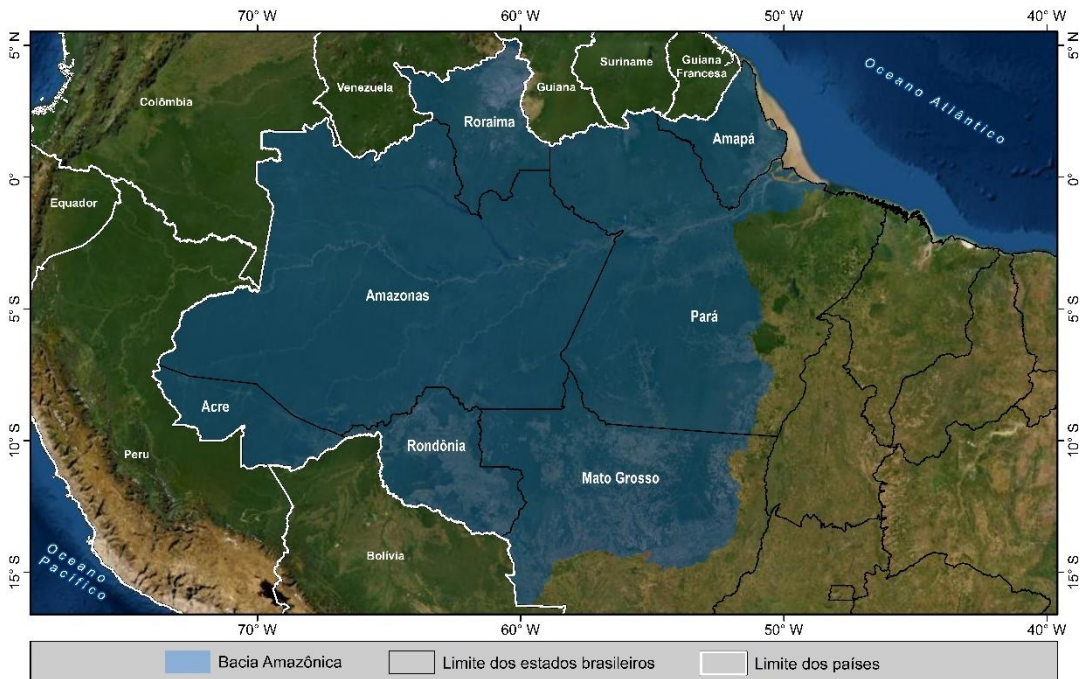 70° W
60° W
50° W
40° W
5° N
5° N
Suriname
Guiana
Francesa
Oceano Atlântico
Venezuela
Guiana
Colômbia
Roraima
Amapá
0°
0°
Equador
Amazonas
Pará
5° S
5° S
Acre
Rondônia
10° S
10° S
Peru
Mato Grosso
Bolívia
Oceano
Pacífico
15° S
15° S
70° W
60° W
50° W
40° W
Bacia Amazônica
Limite dos estados brasileiros
Limite dos países